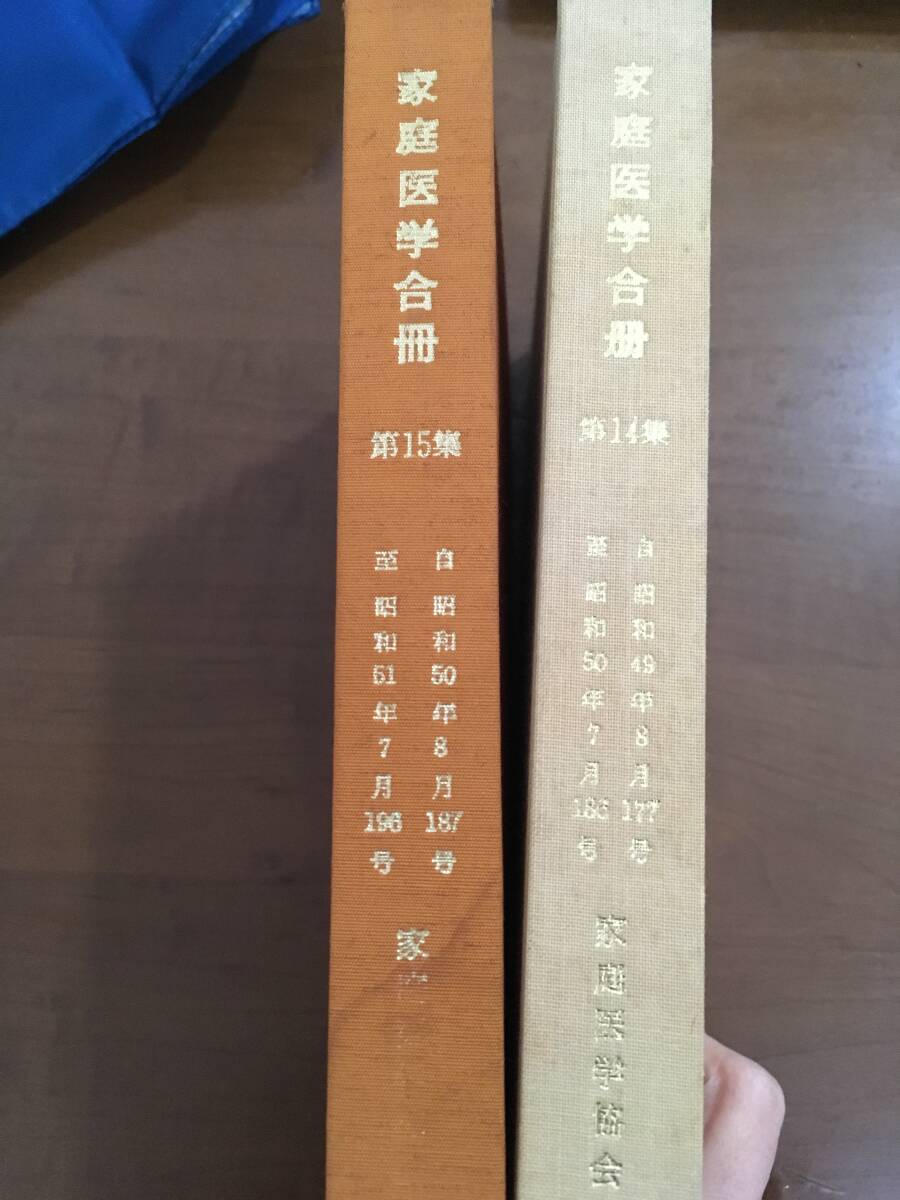 家庭医学合冊
第14集
自昭和49年8月177号
至昭和50年7月186号
家庭医学協会
家庭医学合冊
第15集
自昭和50年8月187号
至昭和51年7月196号
家庭